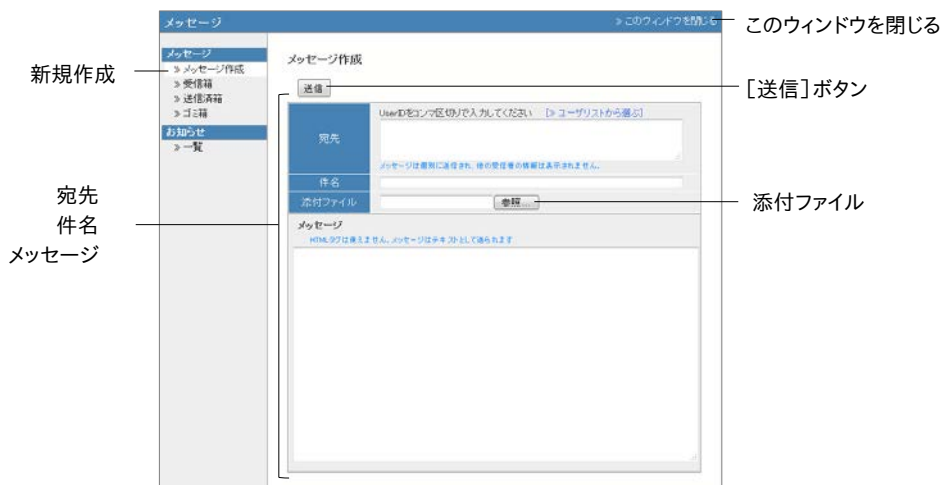 メッセージ
» このウィンドウを閉じる
このウィンドウを閉じる
メッセージ
» メッセージ作成
» 受信箱
» 送信済箱
» ゴミ箱
お知らせ
» 一覧
新規作成
メッセージ作成
送信
[送信]ボタン
宛先
UserIDをコンマ区切りで入力してください
[» ユーザリストから選ぶ]
メッセージは個別に送信され、他の受信者の情報は表示されません。
件名
添付ファイル
参照...
添付ファイル
宛先
件名
メッセージ
メッセージ
HTMLタグは使えません。メッセージはテキストとして送られます